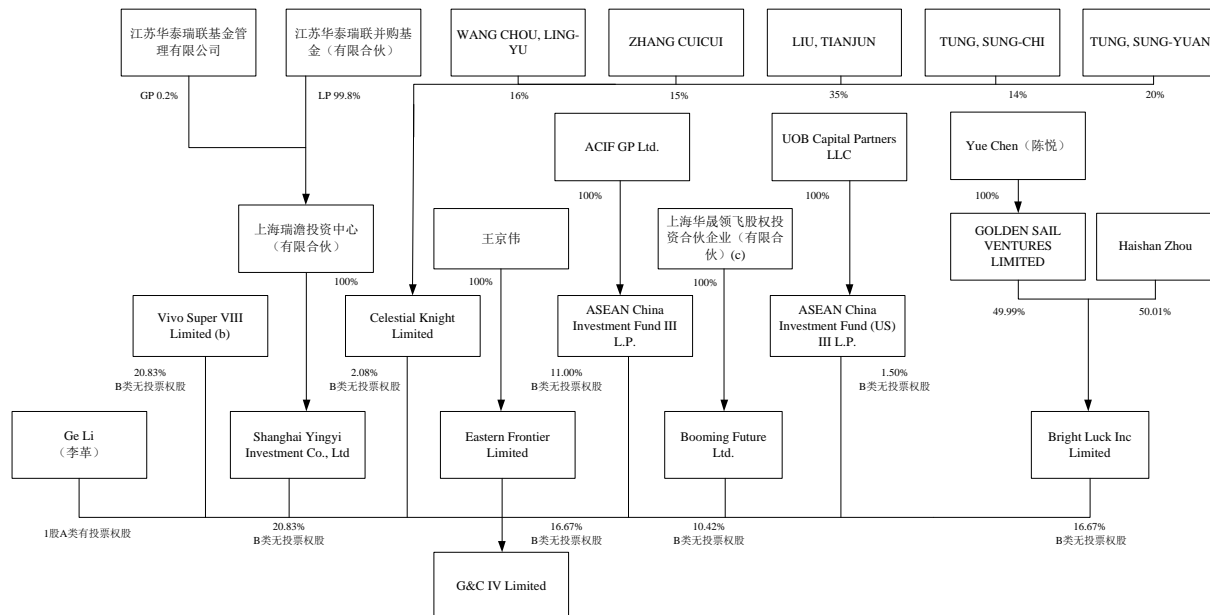 江苏华泰瑞联基金管
理有限公司
江苏华泰瑞联并购基
金（有限合伙）
WANG CHOU, LING-
YU
ZHANG CUICUI
LIU, TIANJUN
TUNG, SUNG-CHI
TUNG, SUNG-YUAN
GP 0.2%
LP 99.8%
16%
15%
35%
14%
20%
ACIF GP Ltd.
UOB Capital Partners
LLC
Yue Chen（陈悦）
100%
100%
100%
上海瑞澹投资中心
（有限合伙）
王京伟
上海华晟领飞股权投
资合伙企业（有限合
伙）(c)
GOLDEN SAIL
VENTURES
LIMITED
Haishan Zhou
100%
100%
100%
Vivo Super VIII
Limited (b)
Celestial Knight
Limited
ASEAN China
Investment Fund III
L.P.
ASEAN China
Investment Fund (US)
III L.P.
49.99%
50.01%
20.83%
B类无投票权股
2.08%
B类无投票权股
11.00%
B类无投票权股
1.50%
B类无投票权股
Ge Li
（李革）
Shanghai Yingyi
Investment Co., Ltd
Eastern Frontier
Limited
Booming Future
Ltd.
Bright Luck Inc
Limited
1股A类有投票权股
20.83%
B类无投票权股
16.67%
B类无投票权股
10.42%
B类无投票权股
16.67%
B类无投票权股
G&C IV Limited